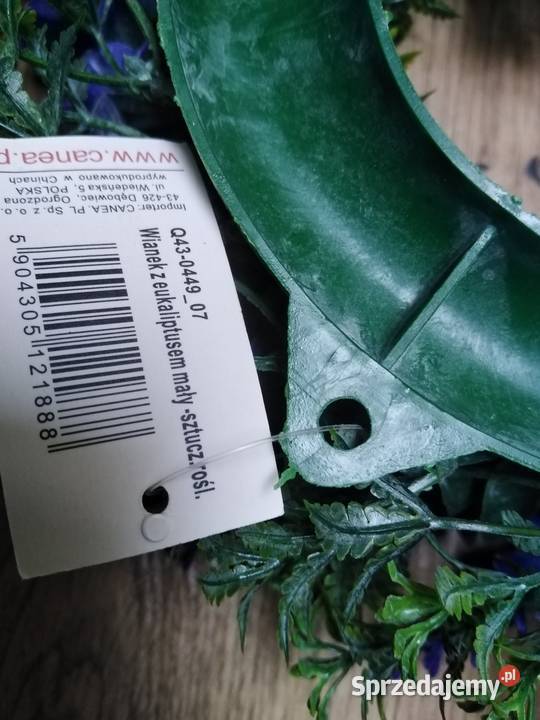 www.canea.p
Importer: CANEA PL Sp. z o. o.
43-426 Dębowiec, Ogrodzona
ul. Wiedeńska 5, POLSKA
wyprodukowano w Chinach
Q43-0449_07
Wianek z eukaliptusem mały -sztucz.rośl.
5 904305 121888
Sprzedajemy.pl